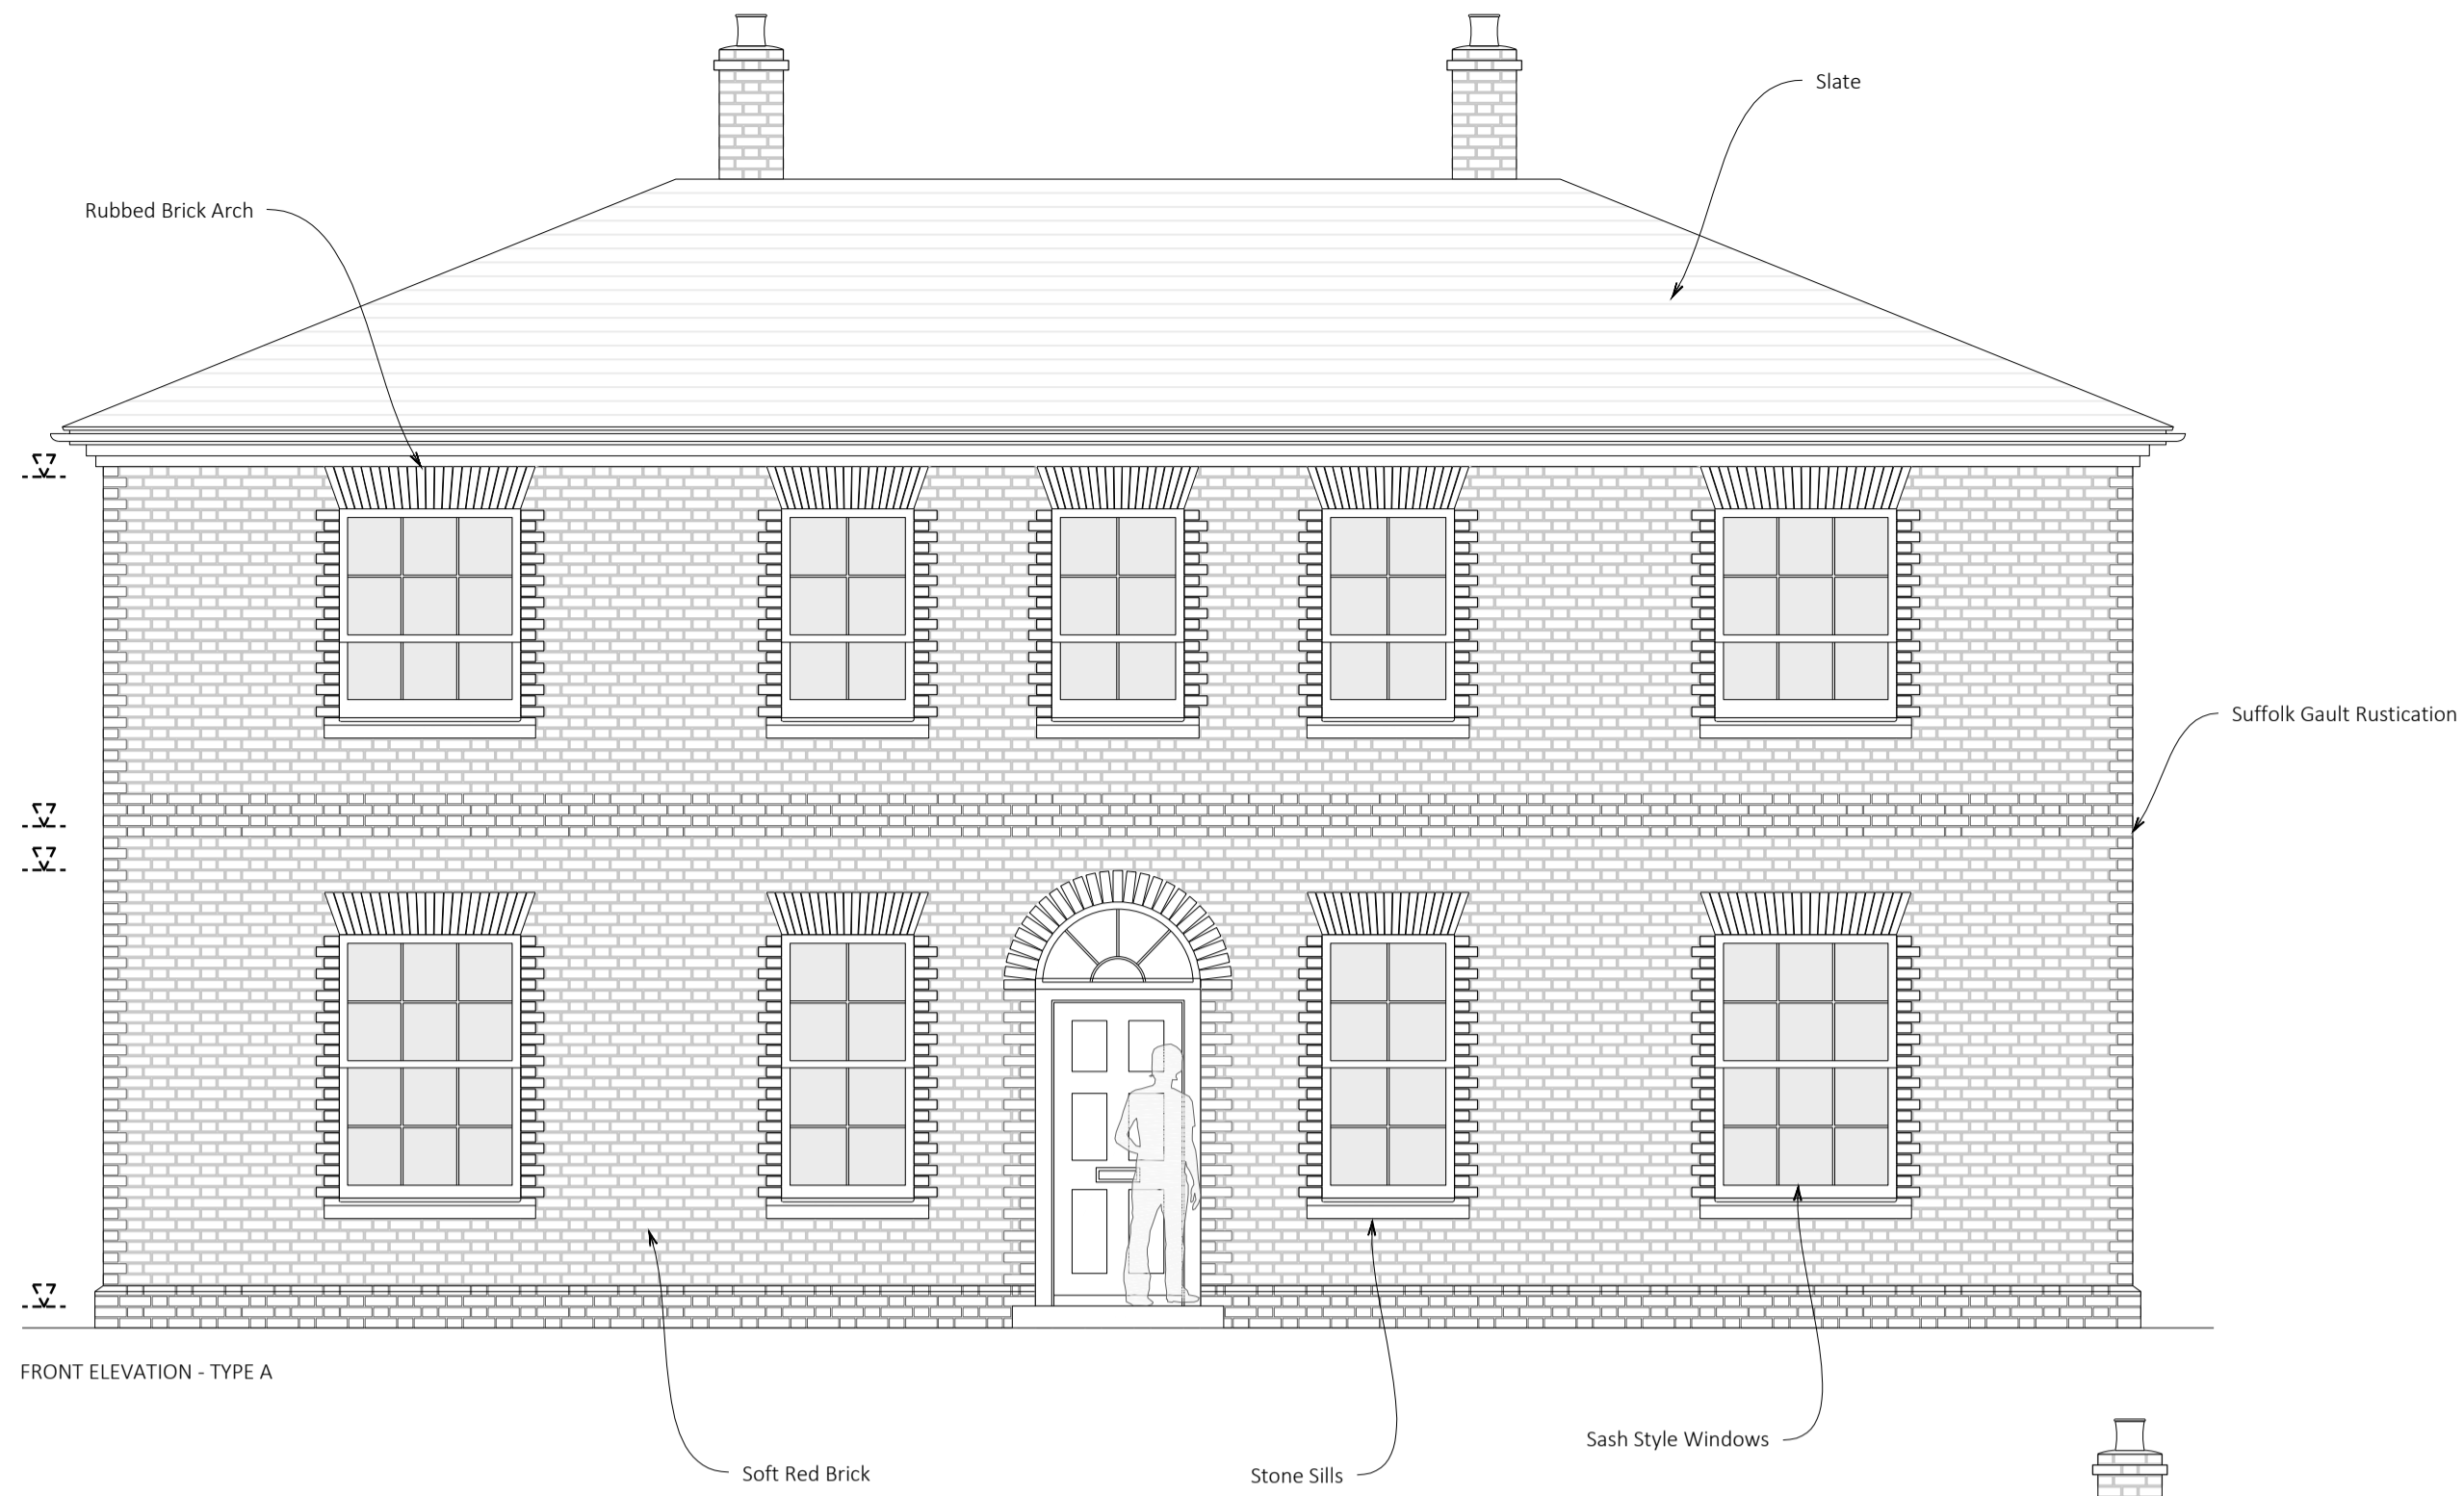 Slate
Rubbed Brick Arch
Suffolk Gault Rustication
FRONT ELEVATION - TYPE A
Sash Style Windows
Soft Red Brick
Stone Sills